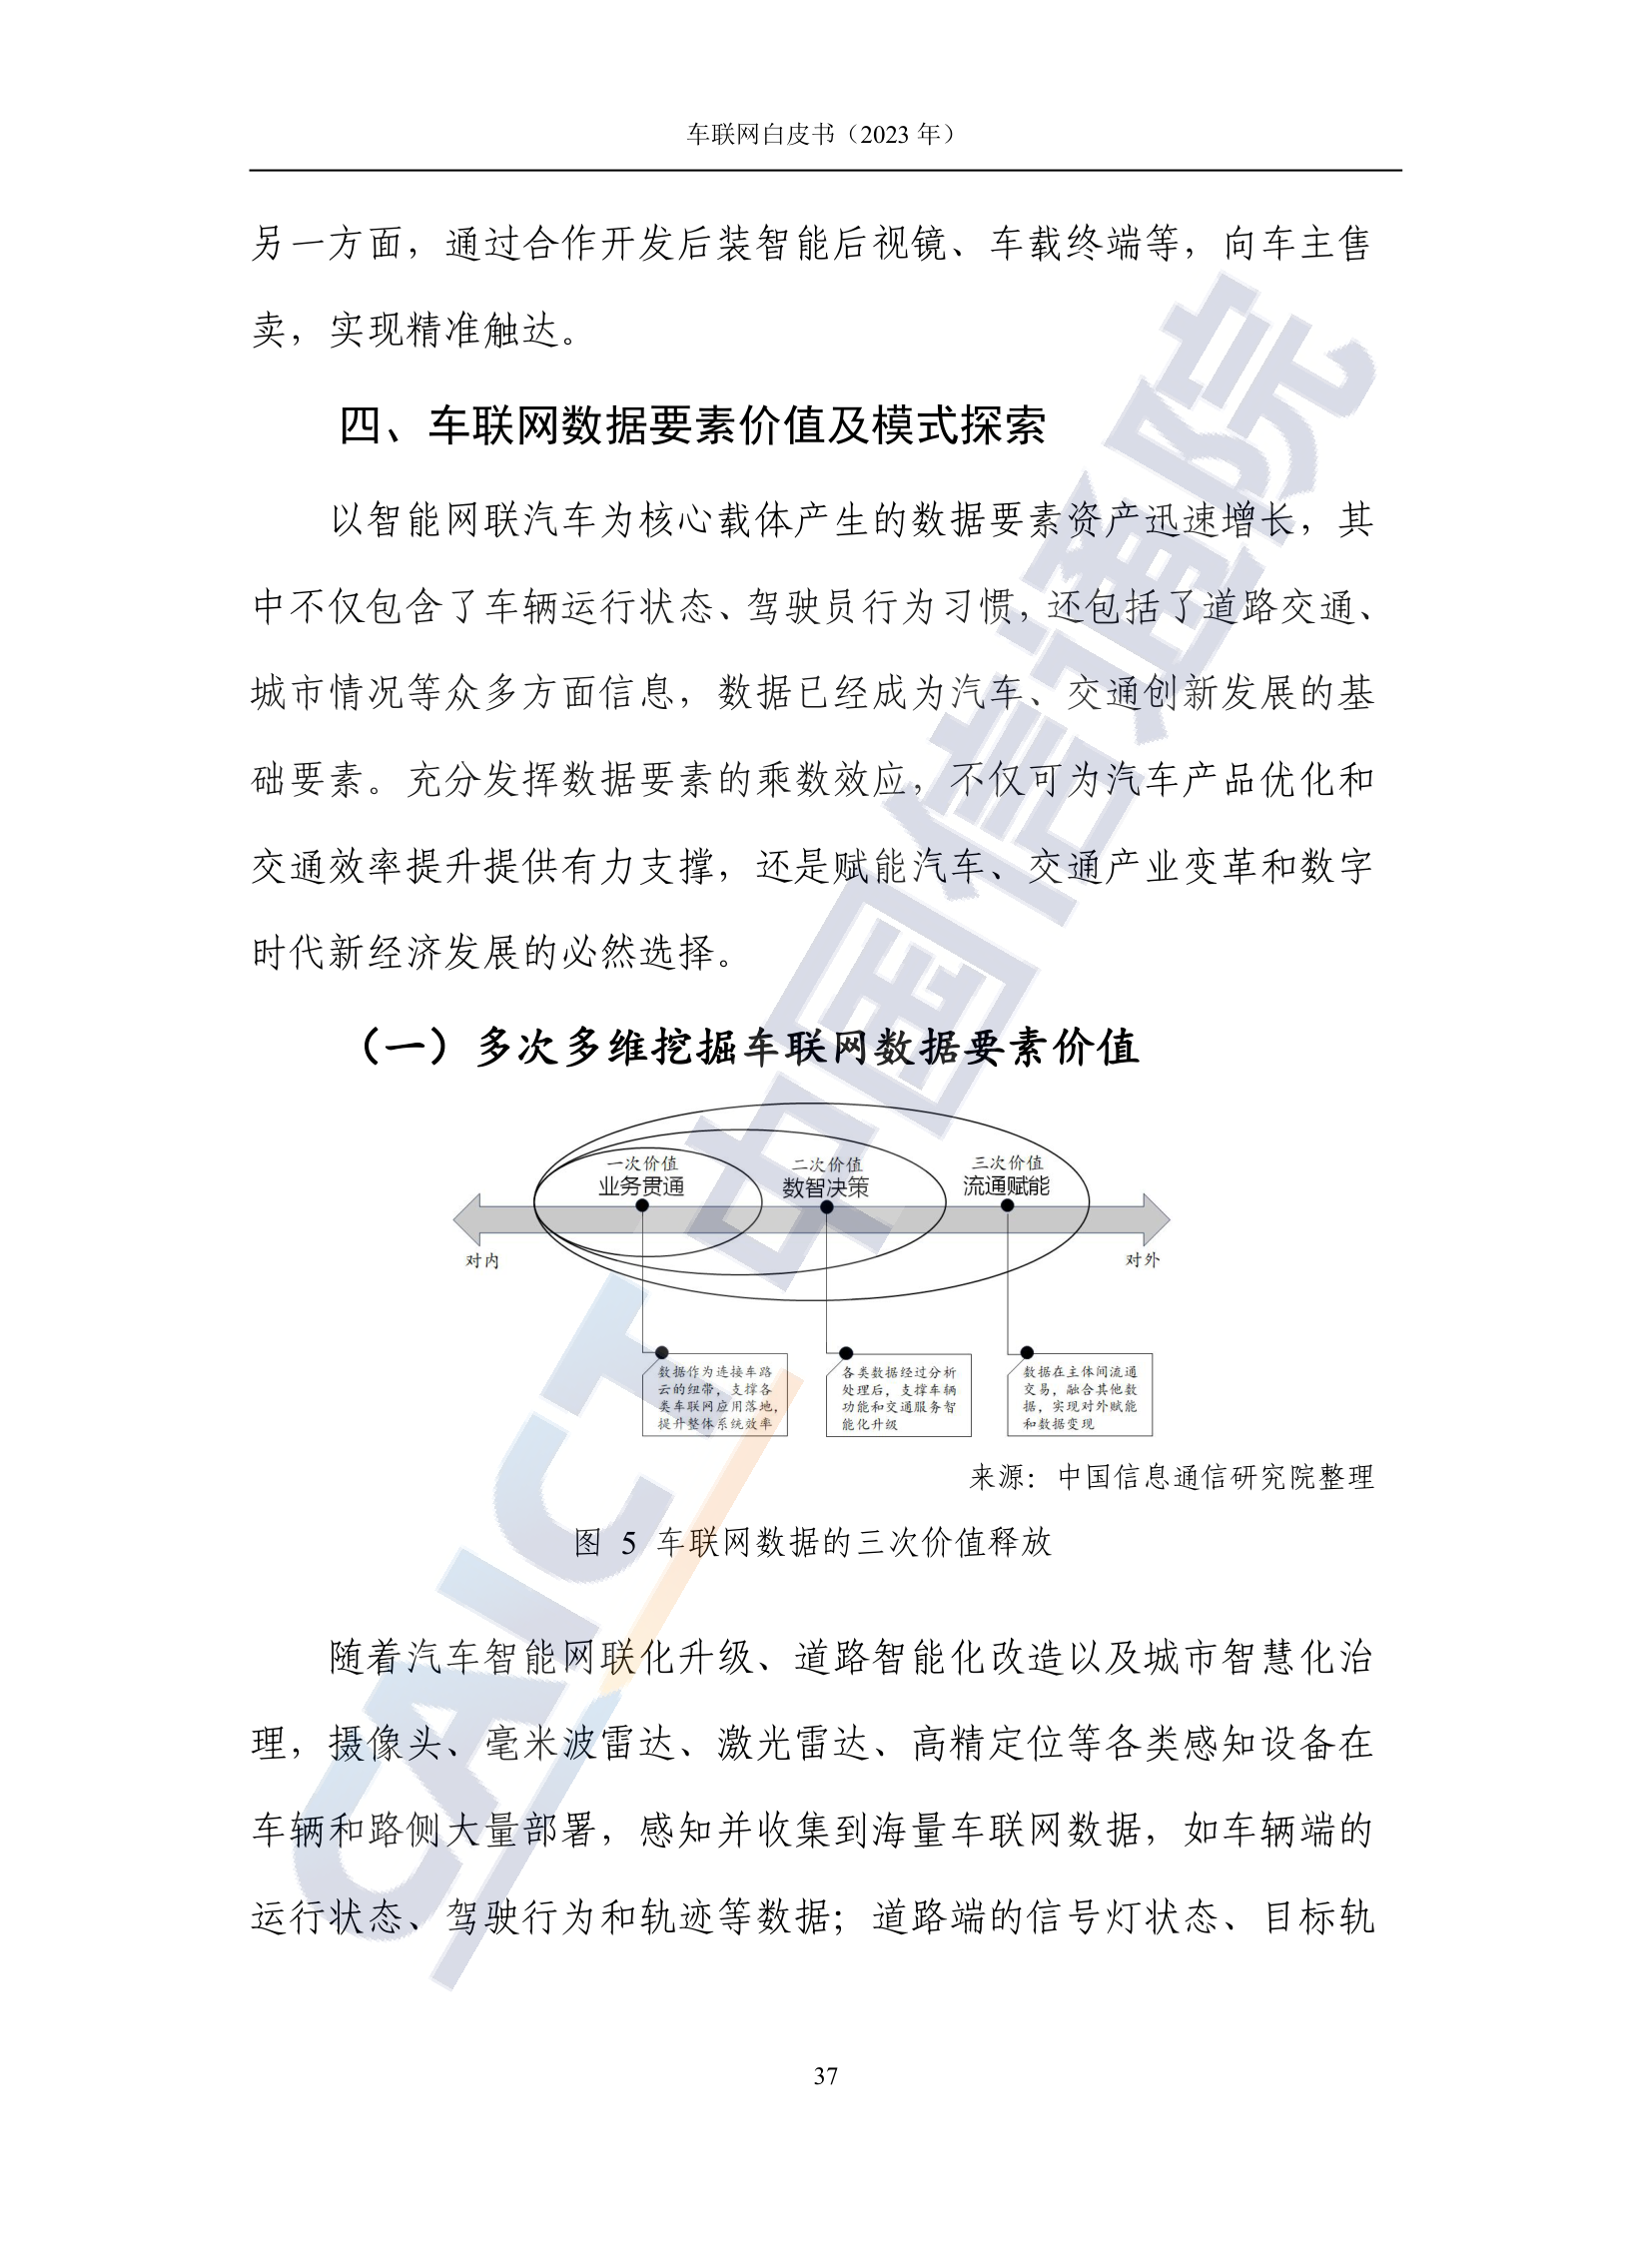 车联网白皮书（2023 年）
另一方面，通过合作开发后装智能后视镜、车载终端等，向车主售
卖，实现精准触达。
四、车联网数据要素价值及模式探索
以智能网联汽车为核心载体产生的数据要素资产迅速增长，其
中不仅包含了车辆运行状态、驾驶员行为习惯，还包括了道路交通、
城市情况等众多方面信息，数据已经成为汽车、交通创新发展的基
础要素。充分发挥数据要素的乘数效应，不仅可为汽车产品优化和
交通效率提升提供有力支撑，还是赋能汽车、交通产业变革和数字
时代新经济发展的必然选择。
（一）多次多维挖掘车联网数据要素价值
一次价值
业务贯通
二次价值
数智决策
三次价值
流通赋能
对内
对外
数据作为连接车路
云的纽带，支撑各
类车联网应用落地，
提升整体系统效率
各类数据经过分析
处理后，支撑车辆
功能和交通服务智
能化升级
数据在主体间流通
交易，融合其他数
据，实现对外赋能
和数据变现
来源：中国信息通信研究院整理
图 5 车联网数据的三次价值释放
随着汽车智能网联化升级、道路智能化改造以及城市智慧化治
理，摄像头、毫米波雷达、激光雷达、高精定位等各类感知设备在
车辆和路侧大量部署，感知并收集到海量车联网数据，如车辆端的
运行状态、驾驶行为和轨迹等数据；道路端的信号灯状态、目标轨
37
CAICT 中国信通院